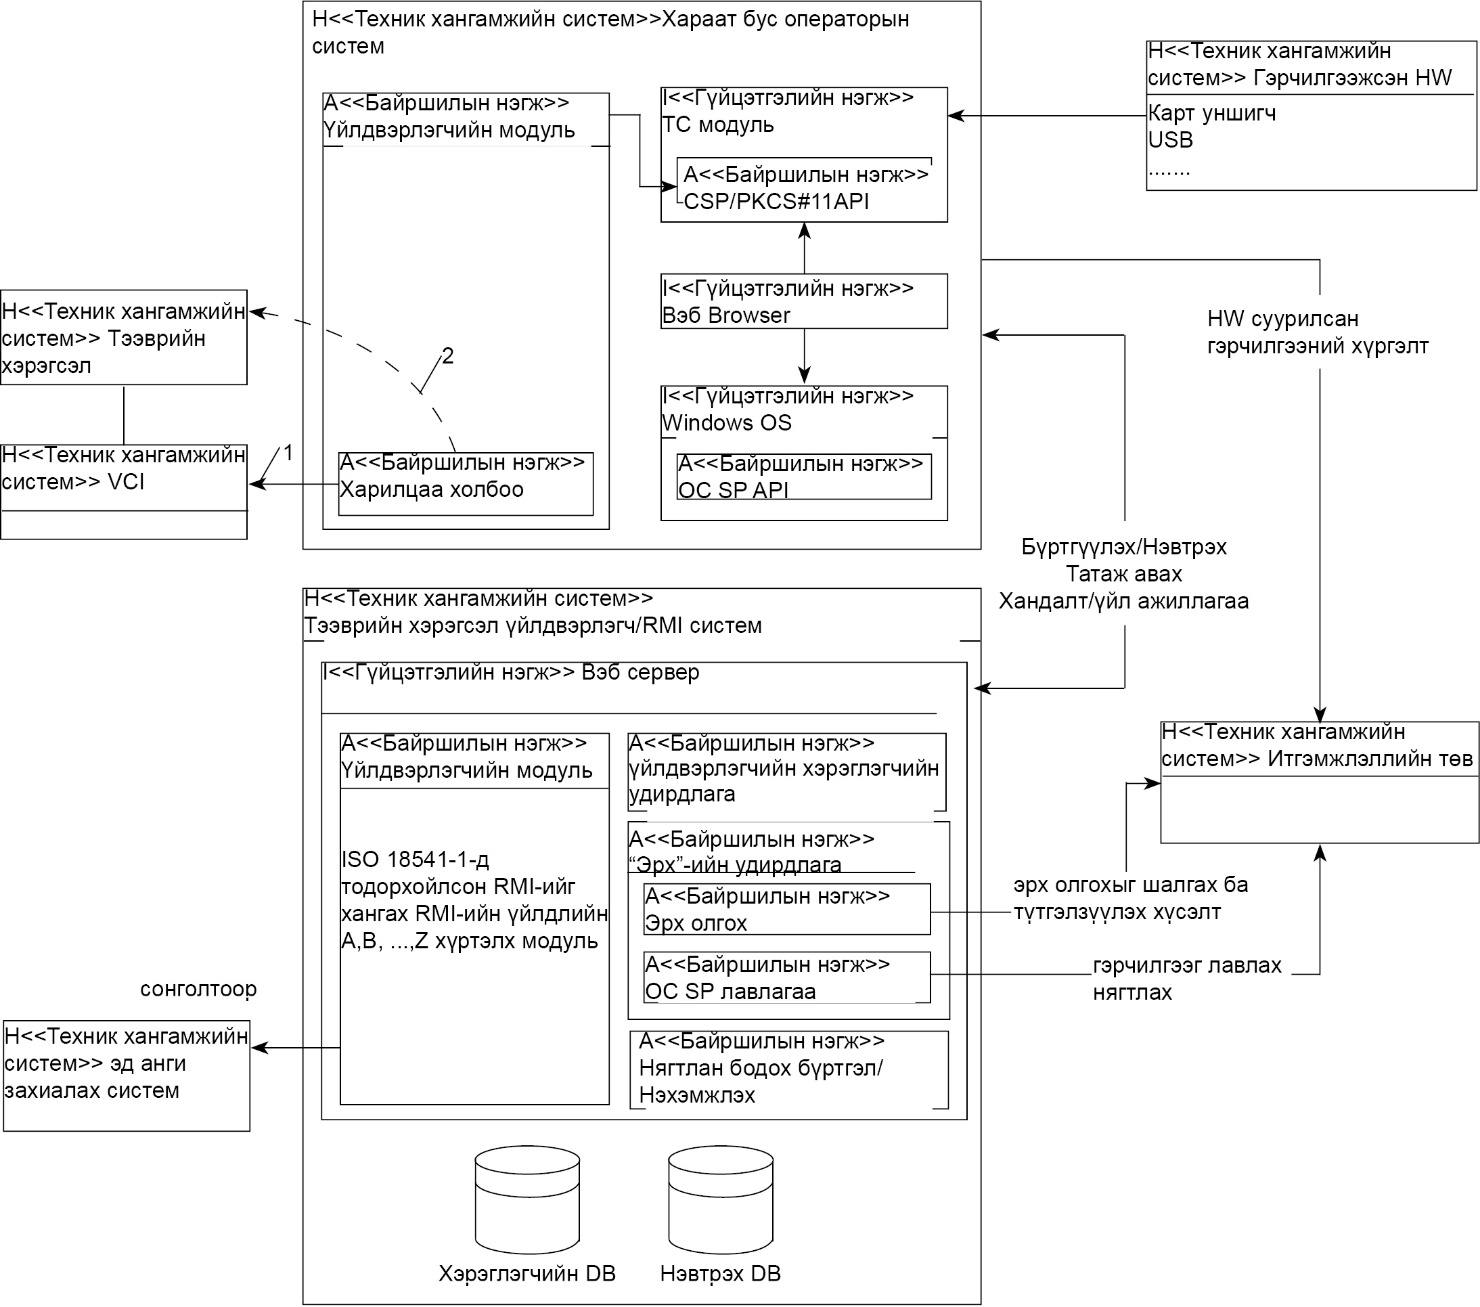 H<<Техник хангамжийн систем>>Хараат бус операторын
систем
A<<Байршилын нэгж>>
Үйлдвэрлэгчийн модуль
I<<Гүйцэтгэлийн нэгж>>
TC модуль
A<<Байршилын нэгж>>
CSP/PKCS#11API
H<<Техник хангамжийн
систем>> Гэрчилгээжсэн HW
Карт уншигч
USB
.......
I<<Гүйцэтгэлийн нэгж>>
Вэб Browser
H<<Техник хангамжийн
систем>> Тээврийн
хэрэгсэл
2
HW суурилсан
гэрчилгээний хүргэлт
I<<Гүйцэтгэлийн нэгж>>
Windows OS
A<<Байршилын нэгж>>
OC SP API
H<<Техник хангамжийн
систем>> VCI
1
A<<Байршилын нэгж>>
Харилцаа холбоо
Бүртгүүлэх/Нэвтрэх
Татаж авах
Хандалт/үйл ажиллагаа
H<<Техник хангамжийн систем>>
Тээврийн хэрэгсэл үйлдвэрлэгч/RMI систем
I<<Гүйцэтгэлийн нэгж>> Вэб сервер
A<<Байршилын нэгж>>
Үйлдвэрлэгчийн модуль
ISO 18541-1-д
тодорхойлсон RMI-ийг
хангах RMI-ийн үйлдлийн
A,B, ...,Z хүртэлх модуль
A<<Байршилын нэгж>>
үйлдвэрлэгчийн хэрэглэгчийн
удирдлага
A<<Байршилын нэгж>>
“Эрх”-ийн удирдлага
A<<Байршилын нэгж>>
Эрх олгох
A<<Байршилын нэгж>>
OC SP лавлагаа
A<<Байршилын нэгж>>
Нягтлан бодох бүртгэл/
Нэхэмжлэх
H<<Техник хангамжийн
систем>> Итгэмжлэллийн төв
эрх олгохыг шалгах ба
түтгэлзүүлэх хүсэлт
гэрчилгээг лавлах
нягтлах
сонголтоор
H<<Техник хангамжийн
систем>> эд анги
захиалах систем
Хэрэглэгчийн DB
Нэвтрэх DB